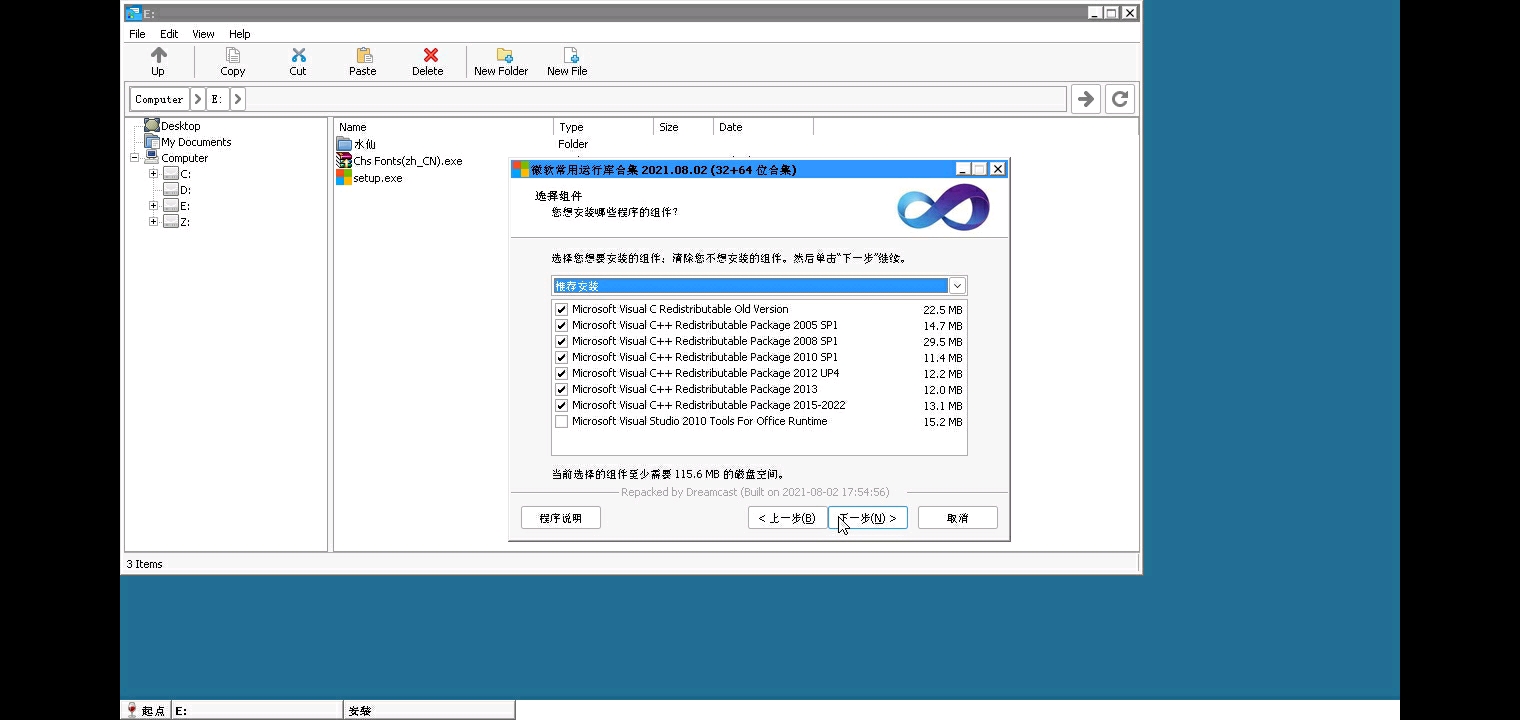 E:
File Edit View Help
Up Copy Cut Paste Delete New Folder New File
Computer E:
Desktop
My Documents
Computer
C:
D:
E:
Z:
Name Type Size Date
水仙 Folder
Chs Fonts(zh_CN).exe
setup.exe
微软常用运行库合集 2021.08.02 (32+64 位合集)
选择组件
您想安装哪些程序的组件?
选择您想要安装的组件；清除您不想安装的组件。然后单击“下一步”继续。
推荐安装
Microsoft Visual C Redistributable Old Version 22.5 MB
Microsoft Visual C++ Redistributable Package 2005 SP1 14.7 MB
Microsoft Visual C++ Redistributable Package 2008 SP1 29.5 MB
Microsoft Visual C++ Redistributable Package 2010 SP1 11.4 MB
Microsoft Visual C++ Redistributable Package 2012 UP4 12.2 MB
Microsoft Visual C++ Redistributable Package 2013 12.0 MB
Microsoft Visual C++ Redistributable Package 2015-2022 13.1 MB
Microsoft Visual Studio 2010 Tools For Office Runtime 15.2 MB
当前选择的组件至少需要 115.6 MB 的磁盘空间。
Repacked by Dreamcast (Built on 2021-08-02 17:54:56)
程序说明 < 上一步(B) 下一步(N) > 取消
3 Items
起点 E: 安装